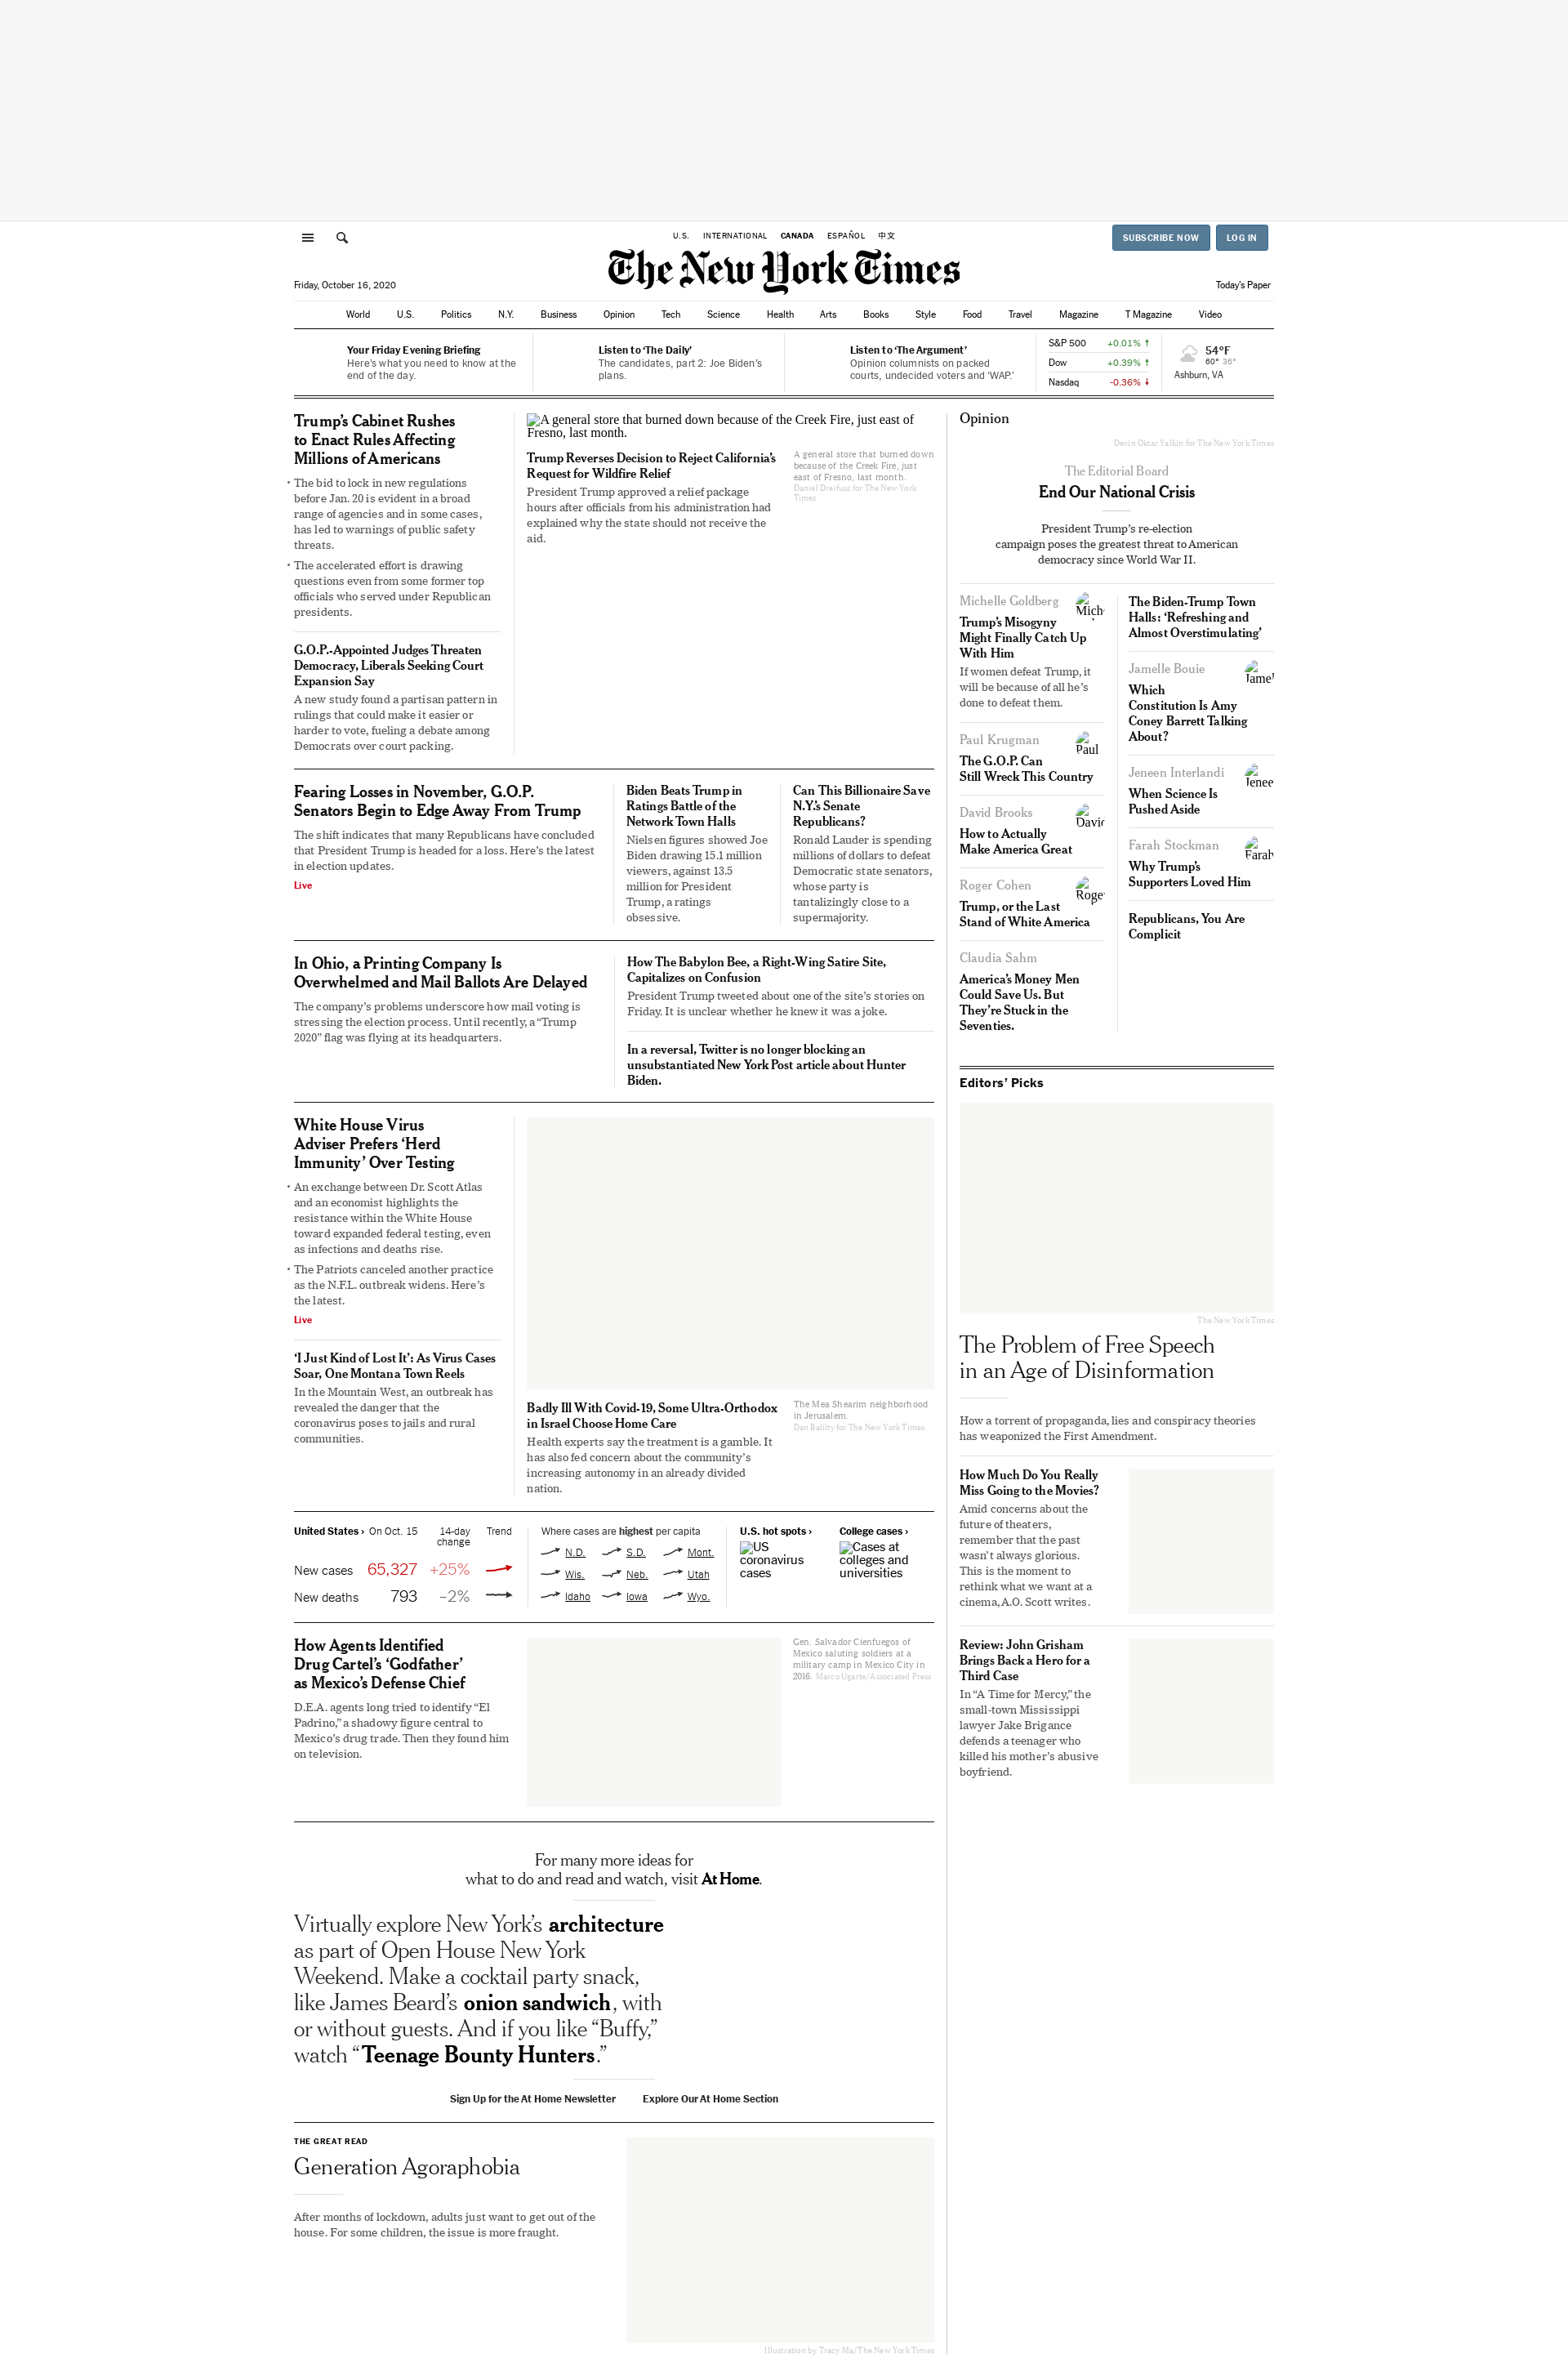 U.S. INTERNATIONAL CANADA ESPAÑOL 中文
SUBSCRIBE NOW LOG IN
The New York Times
Friday, October 16, 2020
Today's Paper
World U.S. Politics N.Y. Business Opinion Tech Science Health Arts Books Style Food Travel Magazine T Magazine Video
Your Friday Evening Briefing
Here's what you need to know at the
end of the day.
Listen to 'The Daily'
The candidates, part 2: Joe Biden's
plans.
Listen to 'The Argument'
Opinion columnists on packed
courts, undecided voters and 'WAP.'
S&P 500 +0.01% ↑
Dow +0.39% ↑
Nasdaq -0.36% ↓
54°F
60° 36°
Ashburn, VA
Trump's Cabinet Rushes
to Enact Rules Affecting
Millions of Americans
• The bid to lock in new regulations
before Jan. 20 is evident in a broad
range of agencies and in some cases,
has led to warnings of public safety
threats.
• The accelerated effort is drawing
questions even from some former top
officials who served under Republican
presidents.
G.O.P.-Appointed Judges Threaten
Democracy, Liberals Seeking Court
Expansion Say
A new study found a partisan pattern in
rulings that could make it easier or
harder to vote, fueling a debate among
Democrats over court packing.
A general store that burned down because of the Creek Fire, just east of
Fresno, last month.
Trump Reverses Decision to Reject California's
Request for Wildfire Relief
President Trump approved a relief package
hours after officials from his administration had
explained why the state should not receive the
aid.
A general store that burned down
because of the Creek Fire, just
east of Fresno, last month.
Daniel Dreifuss for The New York
Times
Fearing Losses in November, G.O.P.
Senators Begin to Edge Away From Trump
The shift indicates that many Republicans have concluded
that President Trump is headed for a loss. Here's the latest
in election updates.
Live
Biden Beats Trump in
Ratings Battle of the
Network Town Halls
Nielsen figures showed Joe
Biden drawing 15.1 million
viewers, against 13.5
million for President
Trump, a ratings
obsessive.
Can This Billionaire Save
N.Y.'s Senate
Republicans?
Ronald Lauder is spending
millions of dollars to defeat
Democratic state senators,
whose party is
tantalizingly close to a
supermajority.
In Ohio, a Printing Company Is
Overwhelmed and Mail Ballots Are Delayed
The company's problems underscore how mail voting is
stressing the election process. Until recently, a "Trump
2020" flag was flying at its headquarters.
How The Babylon Bee, a Right-Wing Satire Site,
Capitalizes on Confusion
President Trump tweeted about one of the site's stories on
Friday. It is unclear whether he knew it was a joke.
In a reversal, Twitter is no longer blocking an
unsubstantiated New York Post article about Hunter
Biden.
White House Virus
Adviser Prefers 'Herd
Immunity' Over Testing
• An exchange between Dr. Scott Atlas
and an economist highlights the
resistance within the White House
toward expanded federal testing, even
as infections and deaths rise.
• The Patriots canceled another practice
as the N.F.L. outbreak widens. Here's
the latest.
Live
'I Just Kind of Lost It': As Virus Cases
Soar, One Montana Town Reels
In the Mountain West, an outbreak has
revealed the danger that the
coronavirus poses to jails and rural
communities.
Badly Ill With Covid-19, Some Ultra-Orthodox
in Israel Choose Home Care
Health experts say the treatment is a gamble. It
has also fed concern about the community's
increasing autonomy in an already divided
nation.
The Mea Shearim neighborhood
in Jerusalem.
Dan Balilty for The New York Times
United States › On Oct. 15 14-day change Trend
New cases 65,327 +25%
New deaths 793 –2%
Where cases are highest per capita
N.D. S.D. Mont.
Wis. Neb. Utah
Idaho Iowa Wyo.
U.S. hot spots ›
US
coronavirus
cases
College cases ›
Cases at
colleges and
universities
How Agents Identified
Drug Cartel's 'Godfather'
as Mexico's Defense Chief
D.E.A. agents long tried to identify "El
Padrino," a shadowy figure central to
Mexico's drug trade. Then they found him
on television.
Gen. Salvador Cienfuegos of
Mexico saluting soldiers at a
military camp in Mexico City in
2016. Marco Ugarte/Associated Press
For many more ideas for
what to do and read and watch, visit At Home.
Virtually explore New York's architecture
as part of Open House New York
Weekend. Make a cocktail party snack,
like James Beard's onion sandwich, with
or without guests. And if you like "Buffy,"
watch "Teenage Bounty Hunters."
Sign Up for the At Home Newsletter Explore Our At Home Section
THE GREAT READ
Generation Agoraphobia
After months of lockdown, adults just want to get out of the
house. For some children, the issue is more fraught.
Illustration by Tracy Ma/The New York Times
Opinion
Devin Oktar Yalkin for The New York Times
The Editorial Board
End Our National Crisis
President Trump's re-election
campaign poses the greatest threat to American
democracy since World War II.
Michelle Goldberg
Trump's Misogyny
Might Finally Catch Up
With Him
If women defeat Trump, it
will be because of all he's
done to defeat them.
Paul Krugman
Paul
The G.O.P. Can
Still Wreck This Country
David Brooks
How to Actually
Make America Great
Roger Cohen
Trump, or the Last
Stand of White America
Claudia Sahm
America's Money Men
Could Save Us. But
They're Stuck in the
Seventies.
The Biden-Trump Town
Halls: 'Refreshing and
Almost Overstimulating'
Jamelle Bouie
Which
Constitution Is Amy
Coney Barrett Talking
About?
Jeneen Interlandi
When Science Is
Pushed Aside
Farah Stockman
Why Trump's
Supporters Loved Him
Republicans, You Are
Complicit
Editors' Picks
The New York Times
The Problem of Free Speech
in an Age of Disinformation
How a torrent of propaganda, lies and conspiracy theories
has weaponized the First Amendment.
How Much Do You Really
Miss Going to the Movies?
Amid concerns about the
future of theaters,
remember that the past
wasn't always glorious.
This is the moment to
rethink what we want at a
cinema, A.O. Scott writes.
Review: John Grisham
Brings Back a Hero for a
Third Case
In "A Time for Mercy," the
small-town Mississippi
lawyer Jake Brigance
defends a teenager who
killed his mother's abusive
boyfriend.